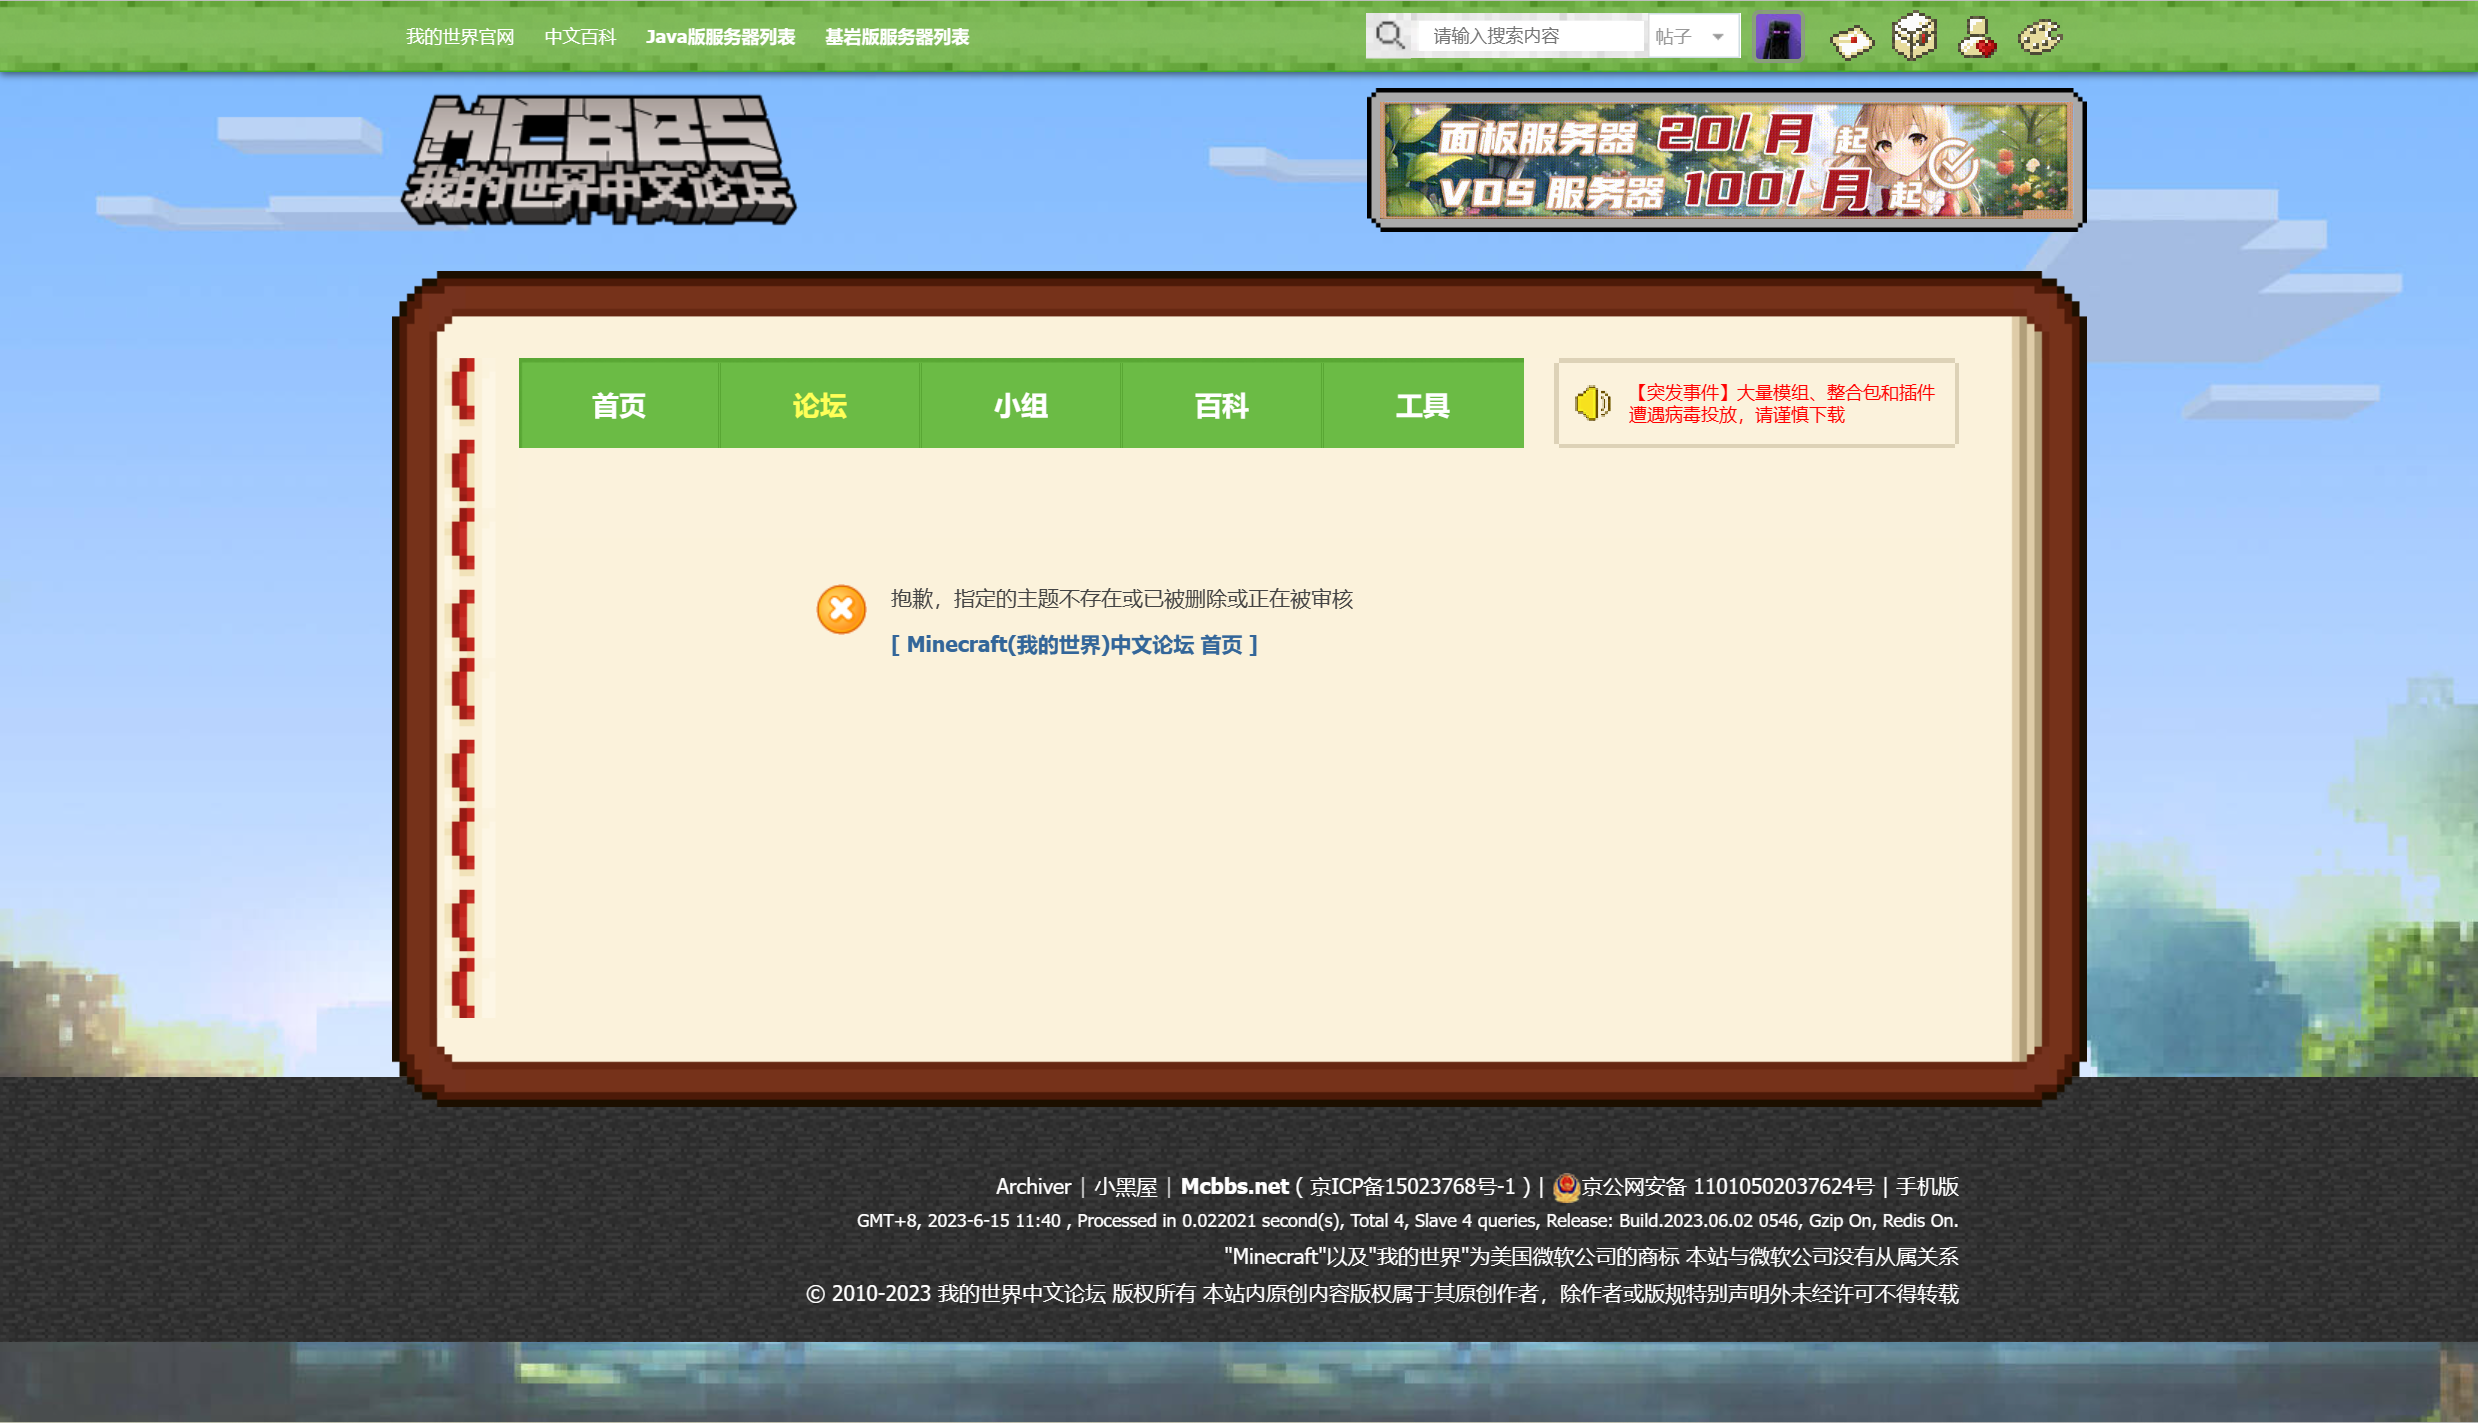 我的世界官网 中文百科 Java版服务器列表 基岩版服务器列表 请输入搜索内容 帖子
MCBBS
我的世界中文论坛
面板服务器 20/月 起
VDS 服务器 100/月 起
首页 论坛 小组 百科 工具
【突发事件】大量模组、整合包和插件
遭遇病毒投放，请谨慎下载
抱歉，指定的主题不存在或已被删除或正在被审核
[ Minecraft(我的世界)中文论坛 首页 ]
Archiver | 小黑屋 | Mcbbs.net ( 京ICP备15023768号-1 ) | 京公网安备 11010502037624号 | 手机版
GMT+8, 2023-6-15 11:40 , Processed in 0.022021 second(s), Total 4, Slave 4 queries, Release: Build.2023.06.02 0546, Gzip On, Redis On.
"Minecraft"以及"我的世界"为美国微软公司的商标 本站与微软公司没有从属关系
© 2010-2023 我的世界中文论坛 版权所有 本站内原创内容版权属于其原创作者，除作者或版规特别声明外未经许可不得转载